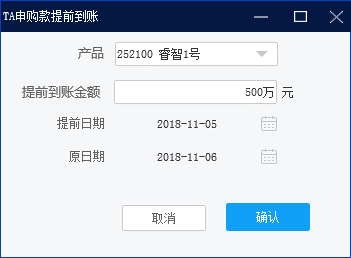 TA申购款提前到账
产品 252100 睿智1号
提前到账金额 500万 元
提前日期 2018-11-05
原日期 2018-11-06
取消 确认